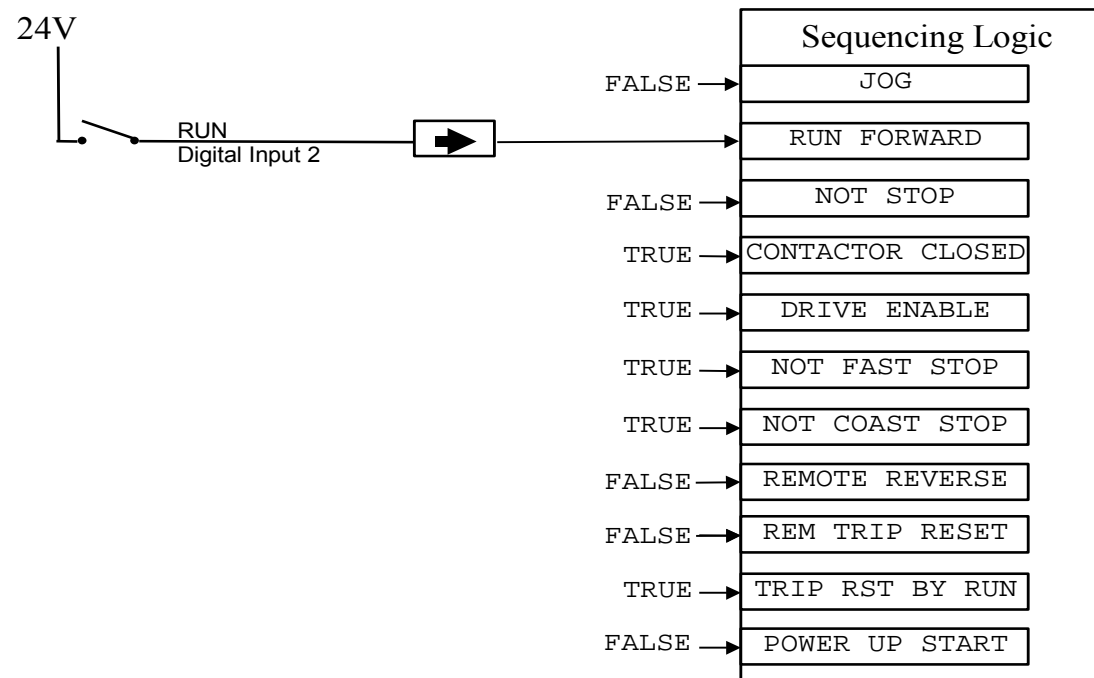 24V
Sequencing Logic
FALSE JOG
RUN
Digital Input 2
RUN FORWARD
FALSE NOT STOP
TRUE CONTACTOR CLOSED
TRUE DRIVE ENABLE
TRUE NOT FAST STOP
TRUE NOT COAST STOP
FALSE REMOTE REVERSE
FALSE REM TRIP RESET
TRUE TRIP RST BY RUN
FALSE POWER UP START